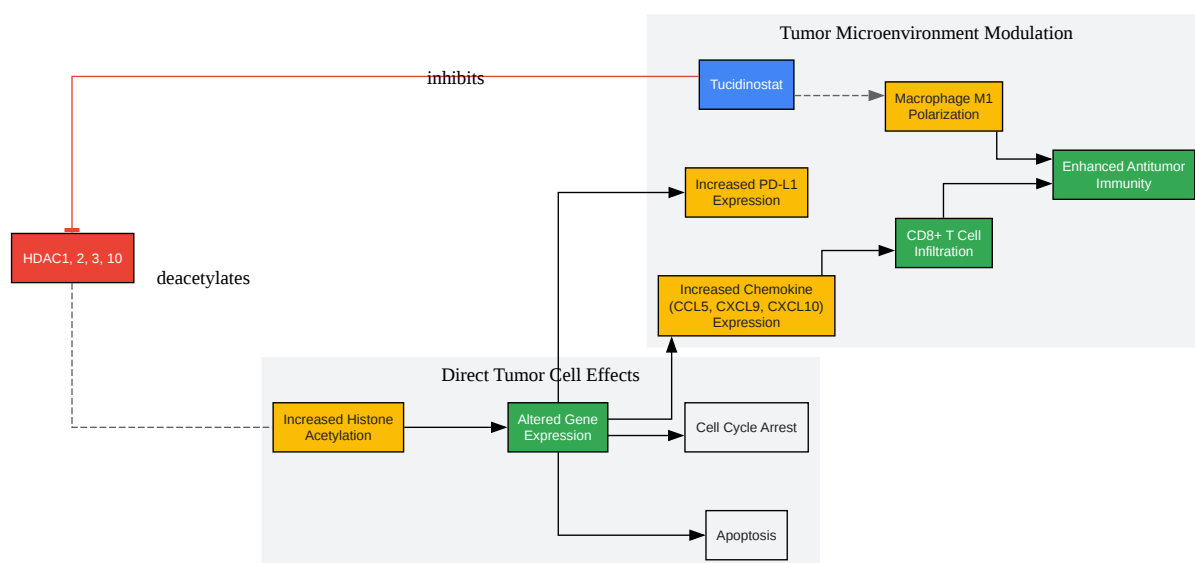 Tumor Microenvironment Modulation
inhibits
Tucidinostat
Macrophage M1
Polarization
Enhanced Antitumor
Immunity
Increased PD-L1
Expression
CD8+ T Cell
Infiltration
HDAC1, 2, 3, 10
deacetylates
Increased Chemokine
(CCL5, CXCL9, CXCL10)
Expression
Direct Tumor Cell Effects
Increased Histone
Acetylation
Altered Gene
Expression
Cell Cycle Arrest
Apoptosis